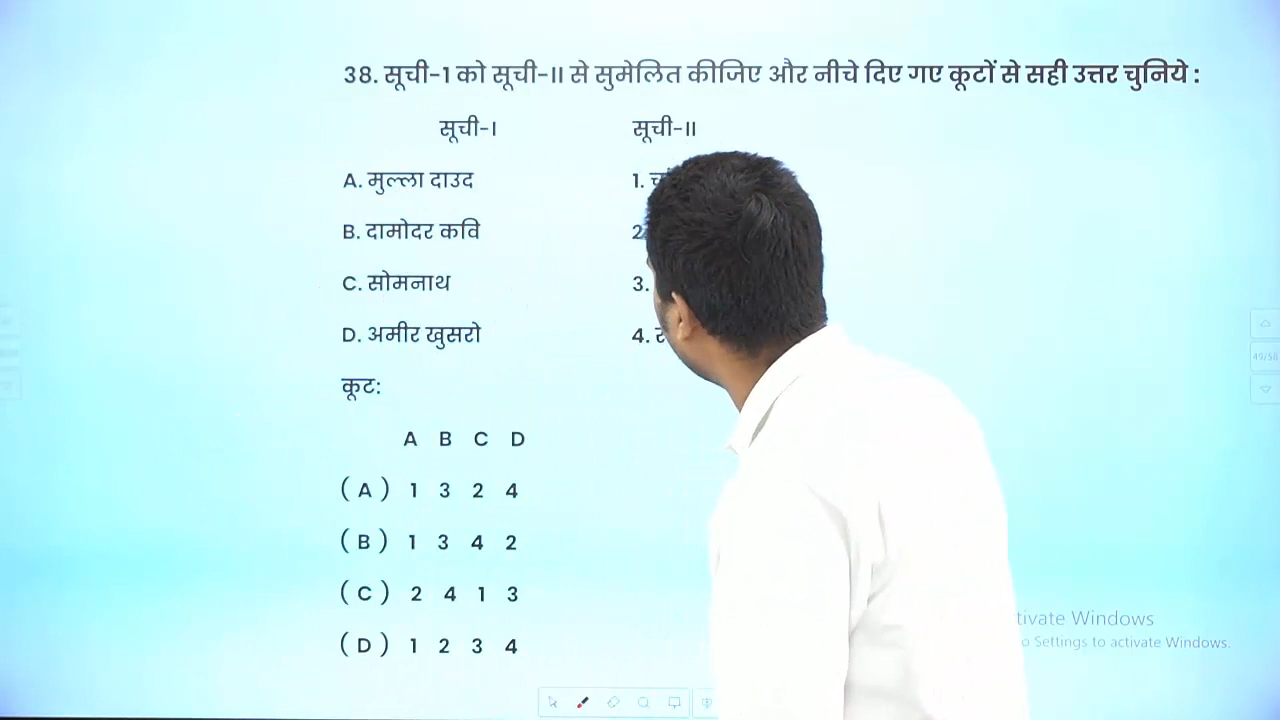 38. सूची-1 को सूची-II से सुमेलित कीजिए और नीचे दिए गए कूटों से सही उत्तर चुनिये :
सूची-I सूची-II
A. मुल्ला दाउद 1.
B. दामोदर कवि 2
C. सोमनाथ 3.
D. अमीर खुसरो 4.
कूट:
A B C D
( A ) 1 3 2 4
( B ) 1 3 4 2
( C ) 2 4 1 3
( D ) 1 2 3 4
49/58
tivate Windows
o Settings to activate Windows.